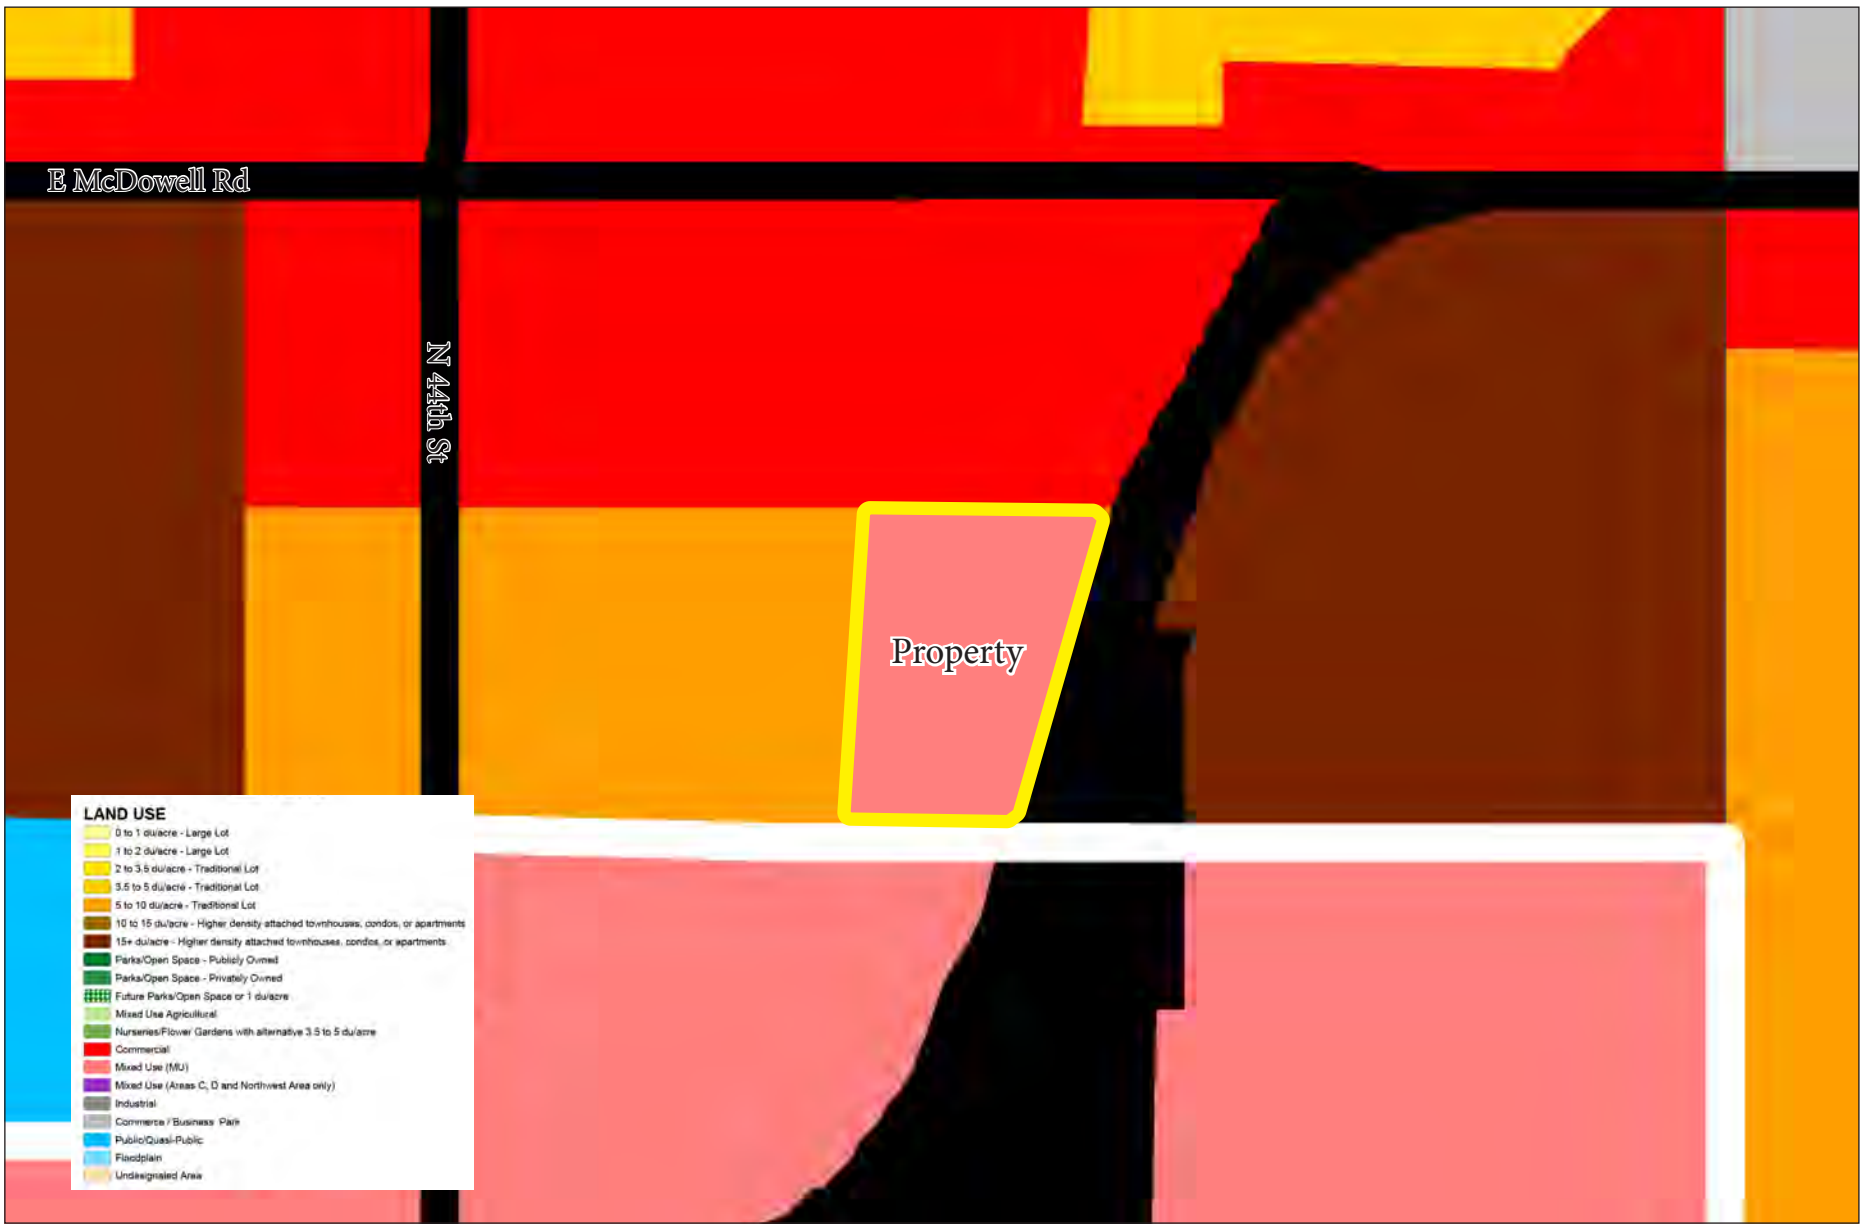 E McDowell Rd
N 44th St
Property
LAND USE
0 to 1 du/acre - Large Lot
1 to 2 du/acre - Large Lot
2 to 3.5 du/acre - Traditional Lot
3.5 to 5 du/acre - Traditional Lot
5 to 10 du/acre - Traditional Lot
10 to 15 du/acre - Higher density attached townhouses, condos, or apartments
15+ du/acre - Higher density attached townhouses, condos, or apartments
Parks/Open Space - Publicly Owned
Parks/Open Space - Privately Owned
Future Parks/Open Space or 1 du/acre
Mixed Use Agricultural
Nurseries/Flower Gardens with alternative 3.5 to 5 du/acre
Commercial
Mixed Use (MU)
Mixed Use (Areas C, D and Northwest Area only)
Industrial
Commerce / Business Park
Public/Quasi-Public
Floodplain
Undesignated Area